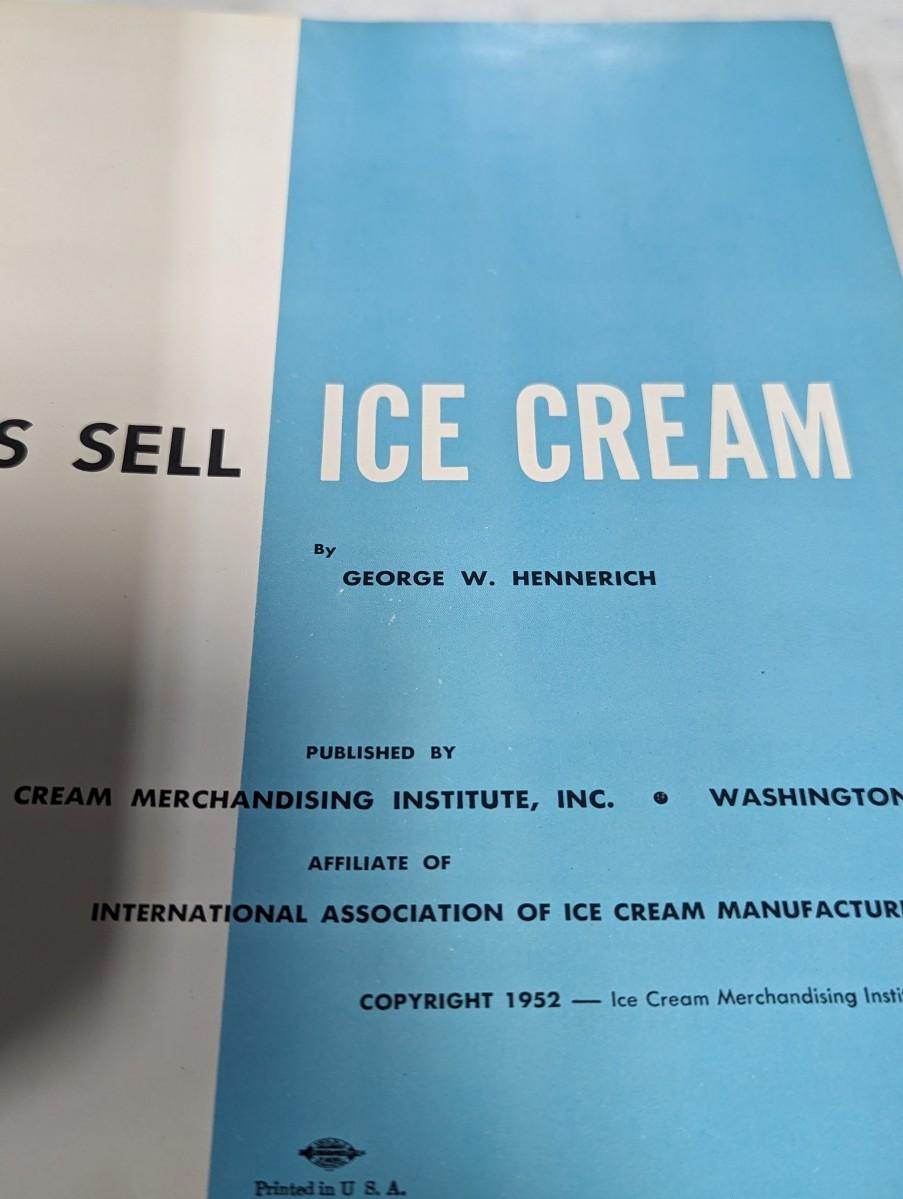 S SELL ICE CREAM
By
GEORGE W. HENNERICH
PUBLISHED BY
CREAM MERCHANDISING INSTITUTE, INC. • WASHINGTON
AFFILIATE OF
INTERNATIONAL ASSOCIATION OF ICE CREAM MANUFACTUR
COPYRIGHT 1952 — Ice Cream Merchandising Insti
Printed in U S. A.